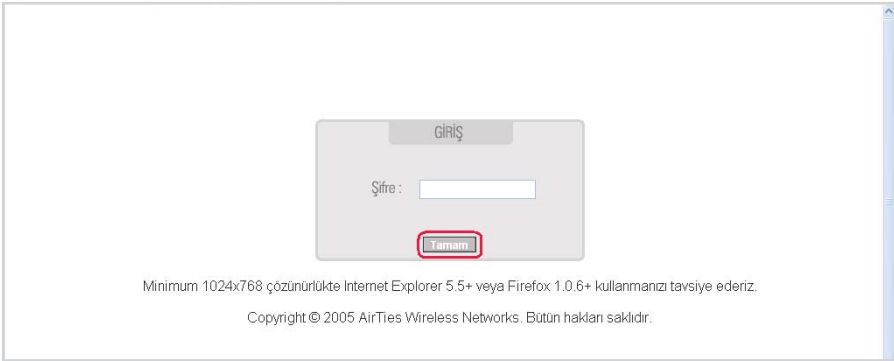 GİRİŞ
Şifre :
Tamam
Minimum 1024x768 çözünürlükte Internet Explorer 5.5+ veya Firefox 1.0.6+ kullanmanızı tavsiye ederiz.
Copyright © 2005 AirTies Wireless Networks. Bütün hakları saklıdır.